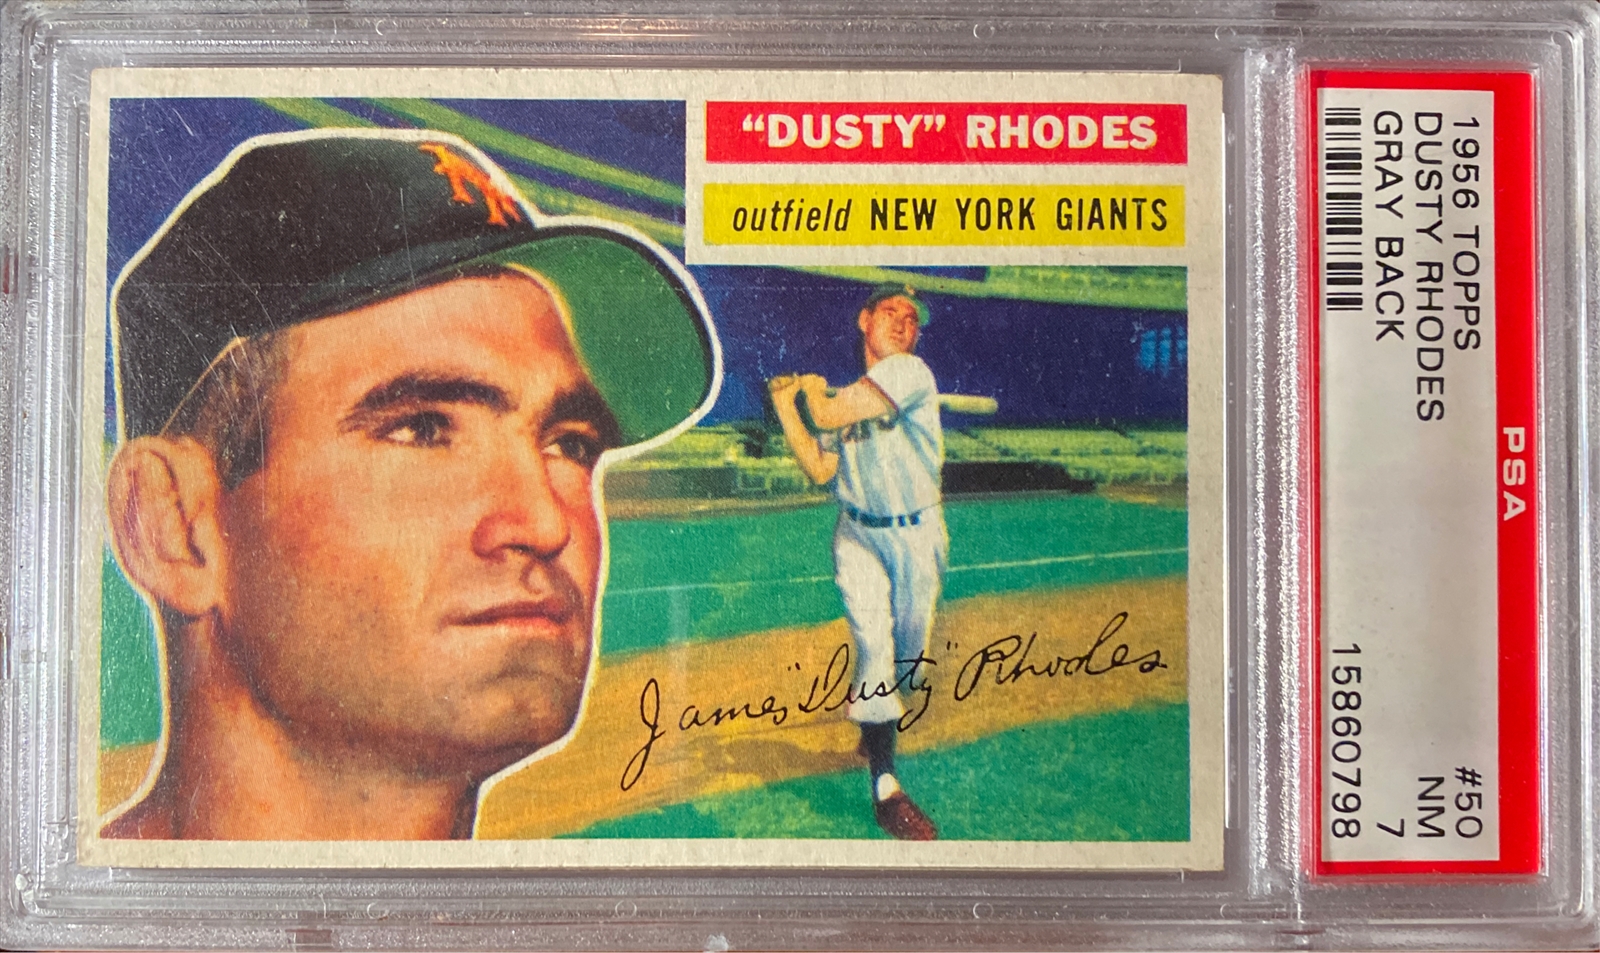 "DUSTY" RHODES
outfield NEW YORK GIANTS
NY
James "Dusty" Rhodes
PSA
1956 TOPPS #50
DUSTY RHODES NM
GRAY BACK 7
15860798